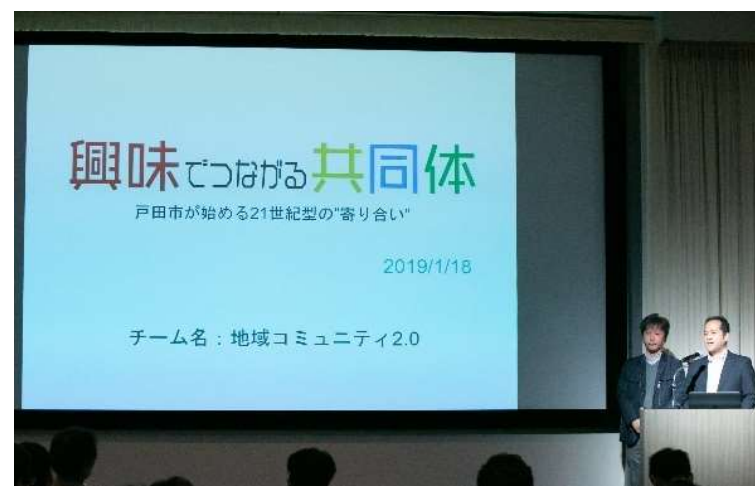 興味でつながる共同体
戸田市が始める21世紀型の"寄り合い"
2019/1/18
チーム名：地域コミュニティ2.0